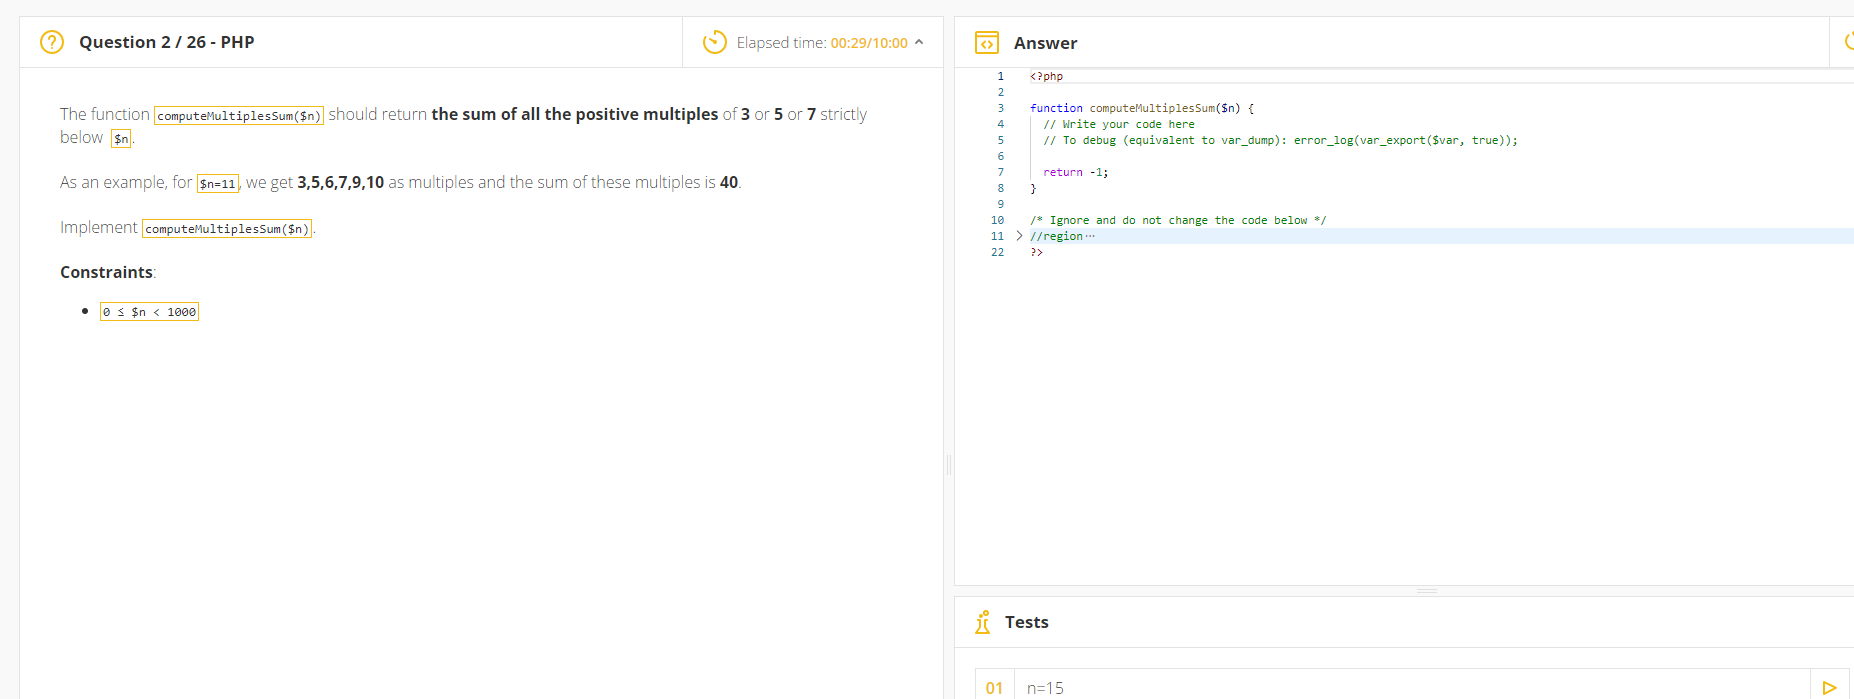 Question 2 / 26 - PHP
Elapsed time: 00:29/10:00
The function computeMultiplesSum($n) should return the sum of all the positive multiples of 3 or 5 or 7 strictly
below $n.
As an example, for $n=11, we get 3,5,6,7,9,10 as multiples and the sum of these multiples is 40.
Implement computeMultiplesSum($n).
Constraints:
• 0 ≤ $n < 1000
Answer
1 <?php
2
3 function computeMultiplesSum($n) {
4 // Write your code here
5 // To debug (equivalent to var_dump): error_log(var_export($var, true));
6
7 return -1;
8 }
9
10 /* Ignore and do not change the code below */
11 //region···
22 ?>
Tests
01 n=15